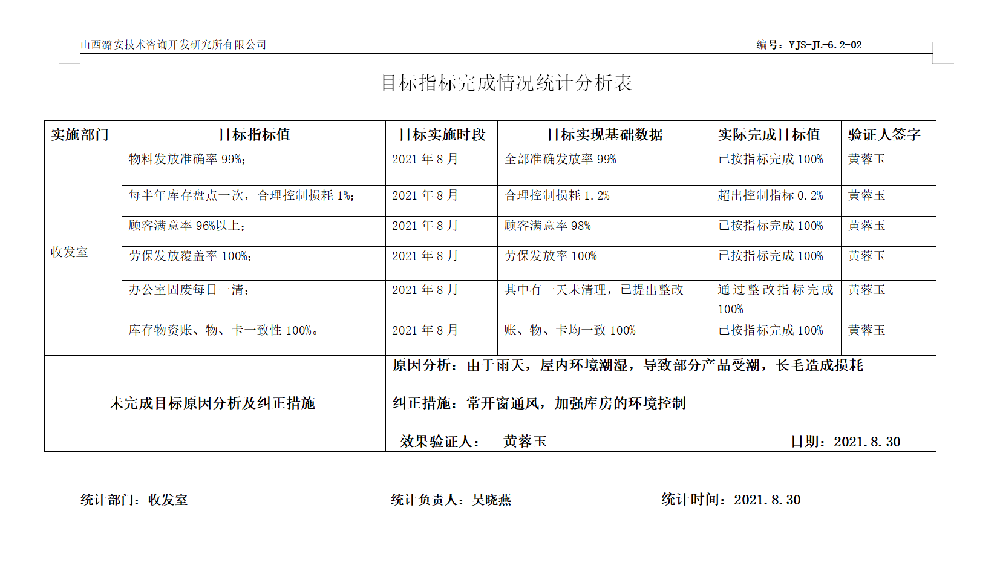 山西潞安技术咨询开发研究所有限公司 编号：YJS-JL-6.2-02
目标指标完成情况统计分析表
实施部门 目标指标值 目标实施时段 目标实现基础数据 实际完成目标值 验证人签字
物料发放准确率 99%； 2021 年 8 月 全部准确发放率 99% 已按指标完成 100% 黄蓉玉
每半年库存盘点一次，合理控制损耗 1%； 2021 年 8 月 合理控制损耗 1.2% 超出控制指标 0.2% 黄蓉玉
顾客满意率 96%以上； 2021 年 8 月 顾客满意率 98% 已按指标完成 100% 黄蓉玉
收发室
劳保发放覆盖率 100%； 2021 年 8 月 劳保发放率 100% 已按指标完成 100% 黄蓉玉
办公室固废每日一清； 2021 年 8 月 其中有一天未清理，已提出整改 通过整改指标完成 黄蓉玉
100%
库存物资账、物、卡一致性 100%。 2021 年 8 月 账、物、卡均一致 100% 已按指标完成 100% 黄蓉玉
原因分析：由于雨天，屋内环境潮湿，导致部分产品受潮，长毛造成损耗
未完成目标原因分析及纠正措施 纠正措施：常开窗通风，加强库房的环境控制
效果验证人： 黄蓉玉 日期：2021.8.30
统计部门：收发室 统计负责人：吴晓燕 统计时间：2021.8.30